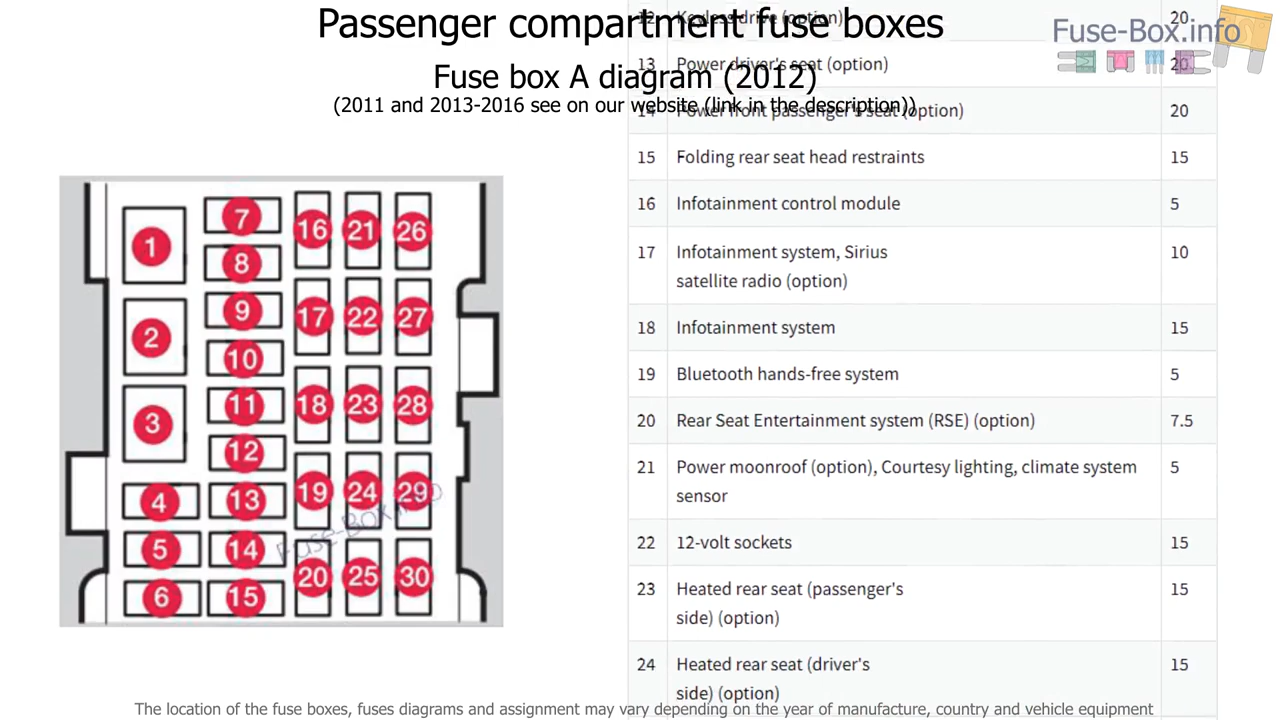 Passenger compartment fuse boxes
Fuse box A diagram (2012)
(2011 and 2013-2016 see on our website (link in the description))
Fuse-Box.info
12 Keyless drive (option) 20
13 Power driver's seat (option) 20
14 Power front passenger's seat (option) 20
15 Folding rear seat head restraints 15
16 Infotainment control module 5
17 Infotainment system, Sirius 10
satellite radio (option)
18 Infotainment system 15
19 Bluetooth hands-free system 5
20 Rear Seat Entertainment system (RSE) (option) 7.5
21 Power moonroof (option), Courtesy lighting, climate system 5
sensor
22 12-volt sockets 15
23 Heated rear seat (passenger's 15
side) (option)
24 Heated rear seat (driver's 15
side) (option)
7 16 21 26
1 8
9 17 22 27
2 10
11 18 23 28
3 12
4 13 19 24 29
5 14
6 15 20 25 30
Fuse-Box.info
The location of the fuse boxes, fuses diagrams and assignment may vary depending on the year of manufacture, country and vehicle equipment